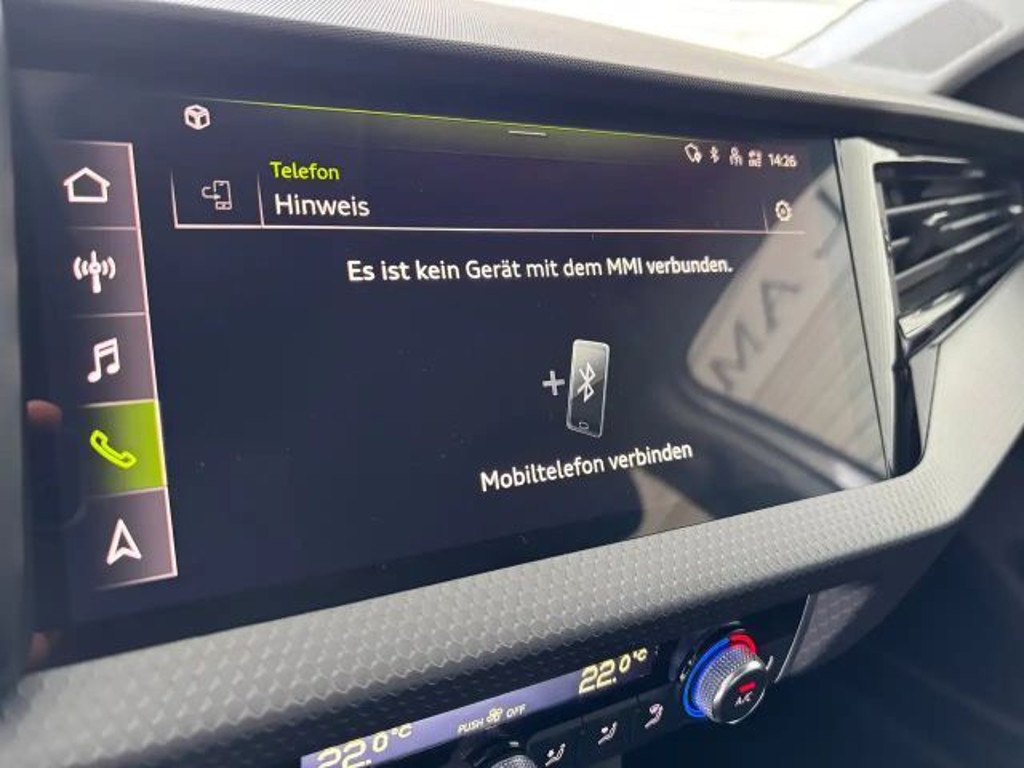 14:26
Telefon
Hinweis
Es ist kein Gerät mit dem MMI verbunden.
Mobiltelefon verbinden
22.0°C
PUSH OFF
22.0°C
A/C